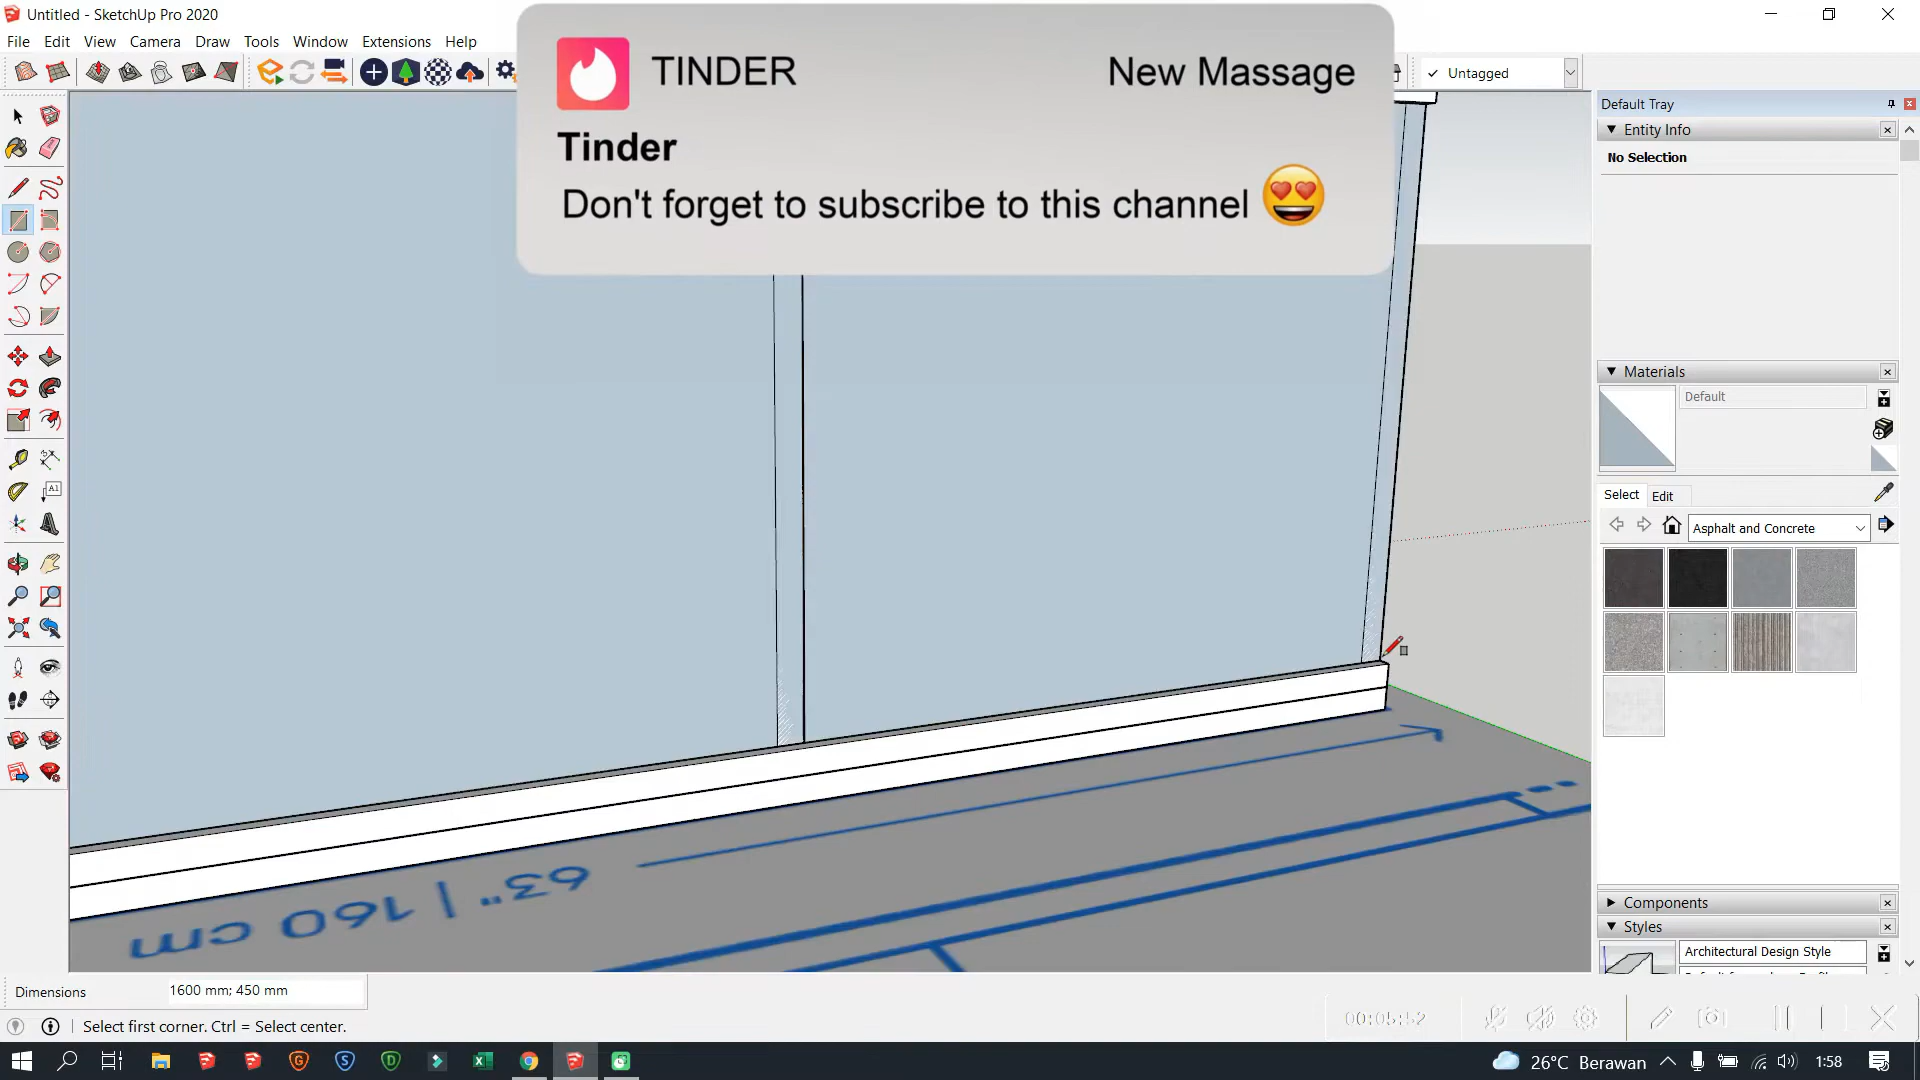 Untitled - SketchUp Pro 2020
File Edit View Camera Draw Tools Window Extensions Help
TINDER New Massage
Tinder
Don't forget to subscribe to this channel
Untagged
Default Tray
Entity Info
No Selection
Materials
Default
Select Edit
Asphalt and Concrete
Components
Styles
Architectural Design Style
63" | 160 cm
Dimensions 1600 mm; 450 mm
Select first corner. Ctrl = Select center.
00:05:52
26°C Berawan 1:58